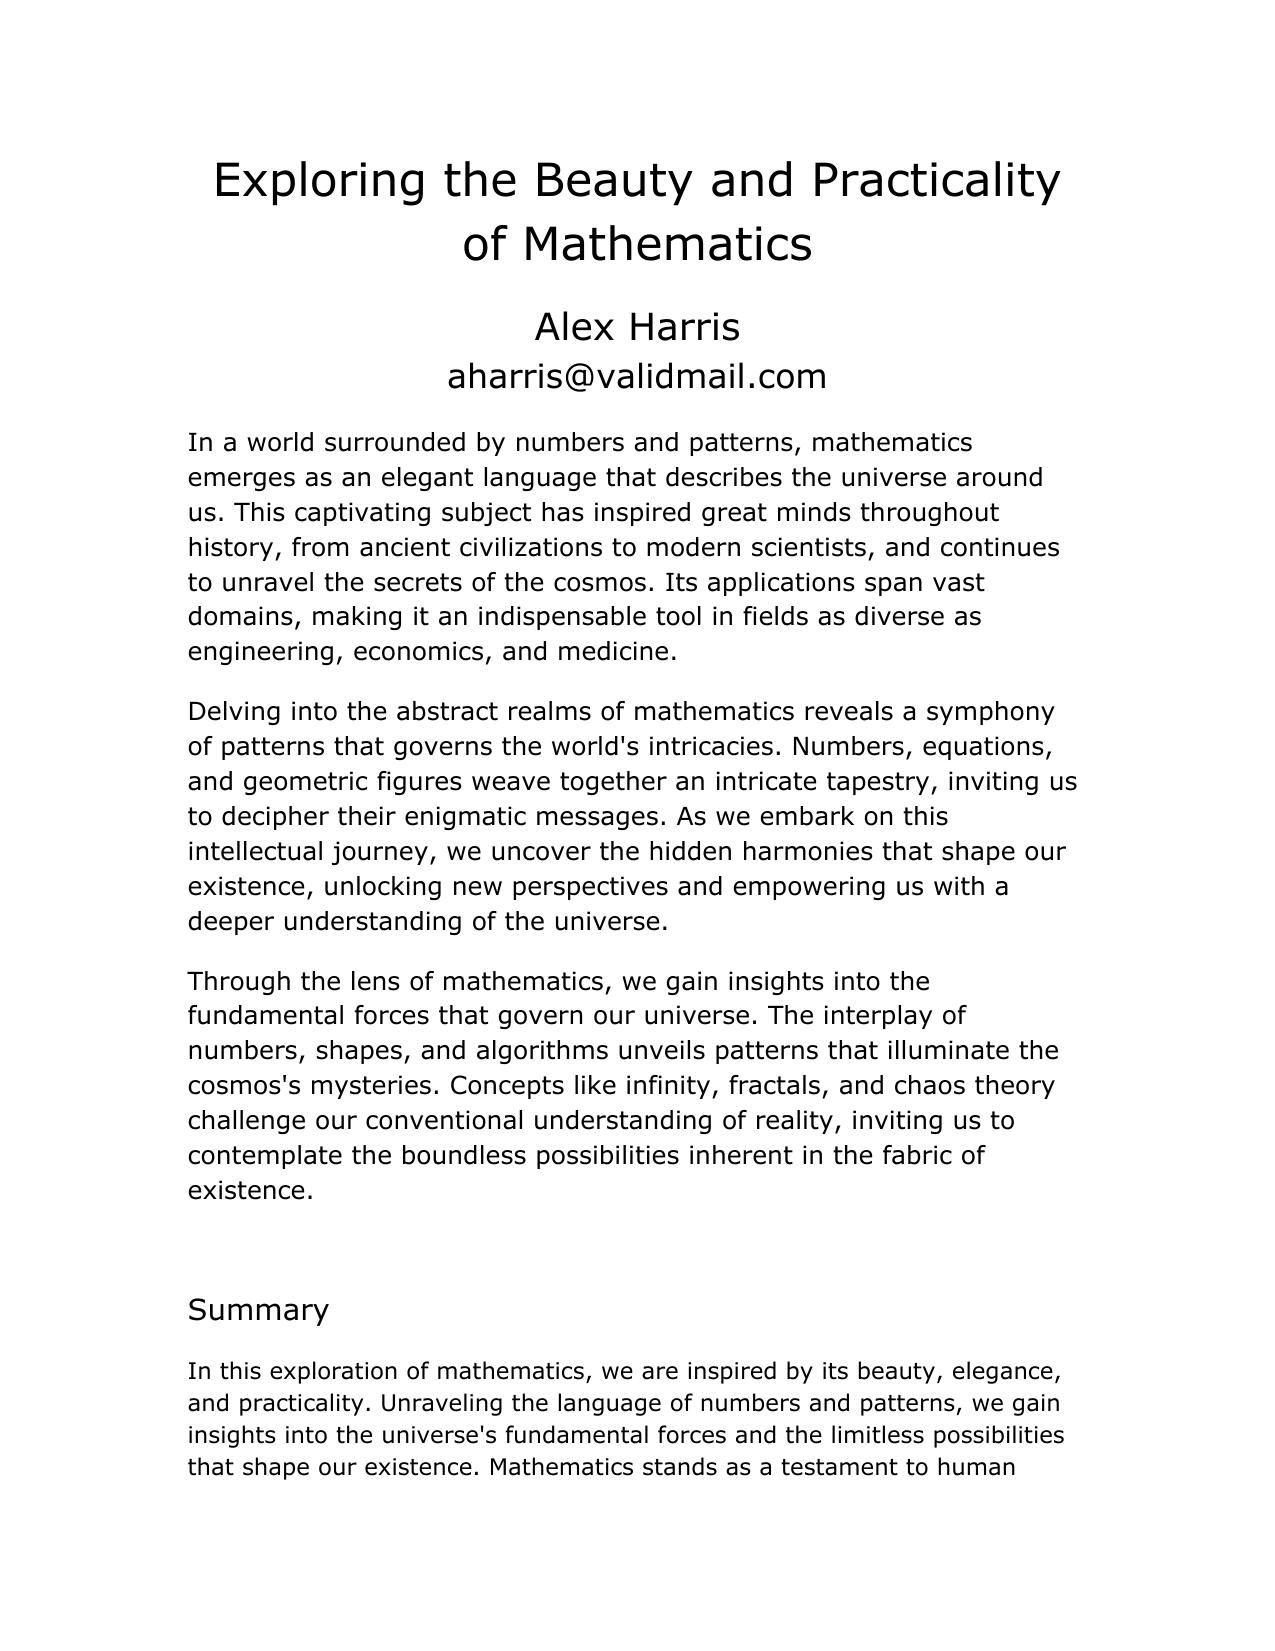 Exploring the Beauty and Practicality
of Mathematics
Alex Harris
aharris@validmail.com
In a world surrounded by numbers and patterns, mathematics
emerges as an elegant language that describes the universe around
us. This captivating subject has inspired great minds throughout
history, from ancient civilizations to modern scientists, and continues
to unravel the secrets of the cosmos. Its applications span vast
domains, making it an indispensable tool in fields as diverse as
engineering, economics, and medicine.
Delving into the abstract realms of mathematics reveals a symphony
of patterns that governs the world's intricacies. Numbers, equations,
and geometric figures weave together an intricate tapestry, inviting us
to decipher their enigmatic messages. As we embark on this
intellectual journey, we uncover the hidden harmonies that shape our
existence, unlocking new perspectives and empowering us with a
deeper understanding of the universe.
Through the lens of mathematics, we gain insights into the
fundamental forces that govern our universe. The interplay of
numbers, shapes, and algorithms unveils patterns that illuminate the
cosmos's mysteries. Concepts like infinity, fractals, and chaos theory
challenge our conventional understanding of reality, inviting us to
contemplate the boundless possibilities inherent in the fabric of
existence.
Summary
In this exploration of mathematics, we are inspired by its beauty, elegance,
and practicality. Unraveling the language of numbers and patterns, we gain
insights into the universe's fundamental forces and the limitless possibilities
that shape our existence. Mathematics stands as a testament to human